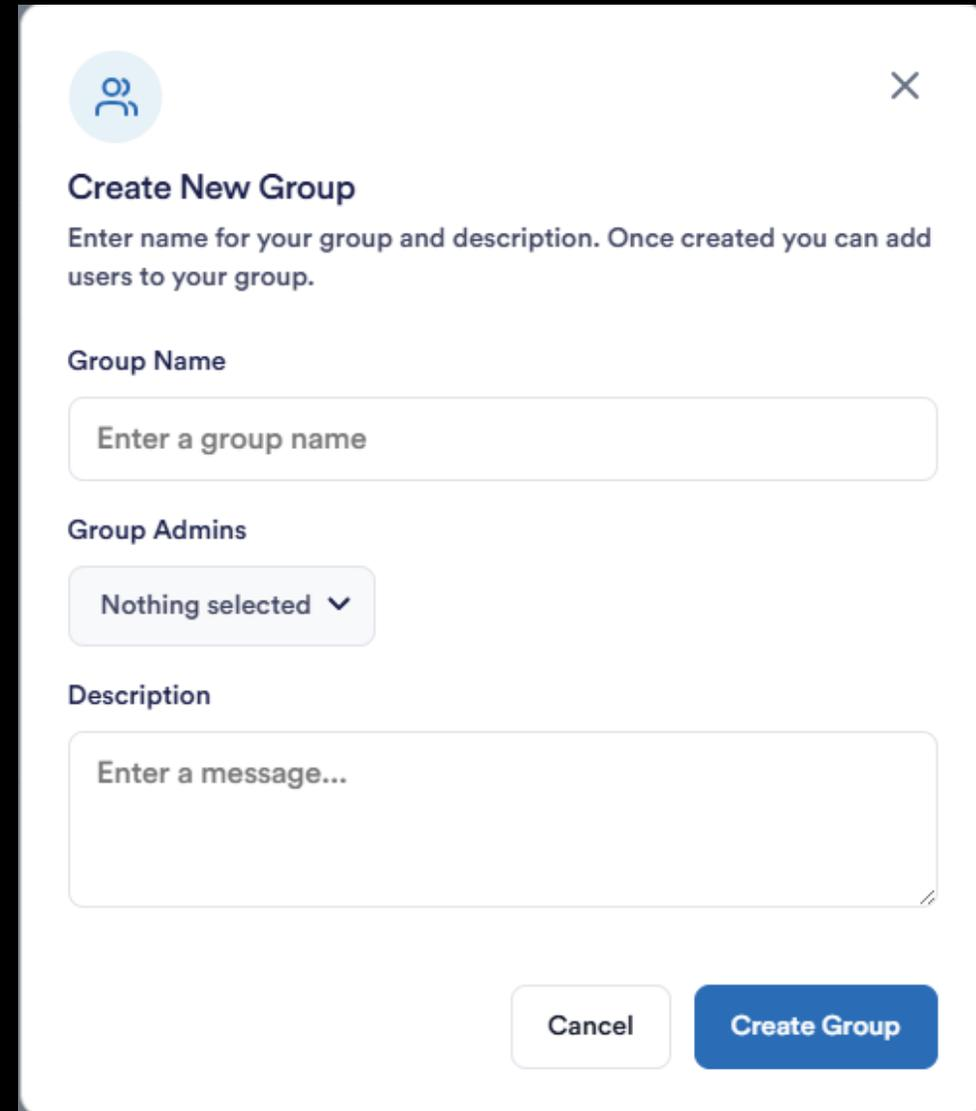 Create New Group
Enter name for your group and description. Once created you can add
users to your group.
Group Name
Enter a group name
Group Admins
Nothing selected
Description
Enter a message...
Cancel
Create Group